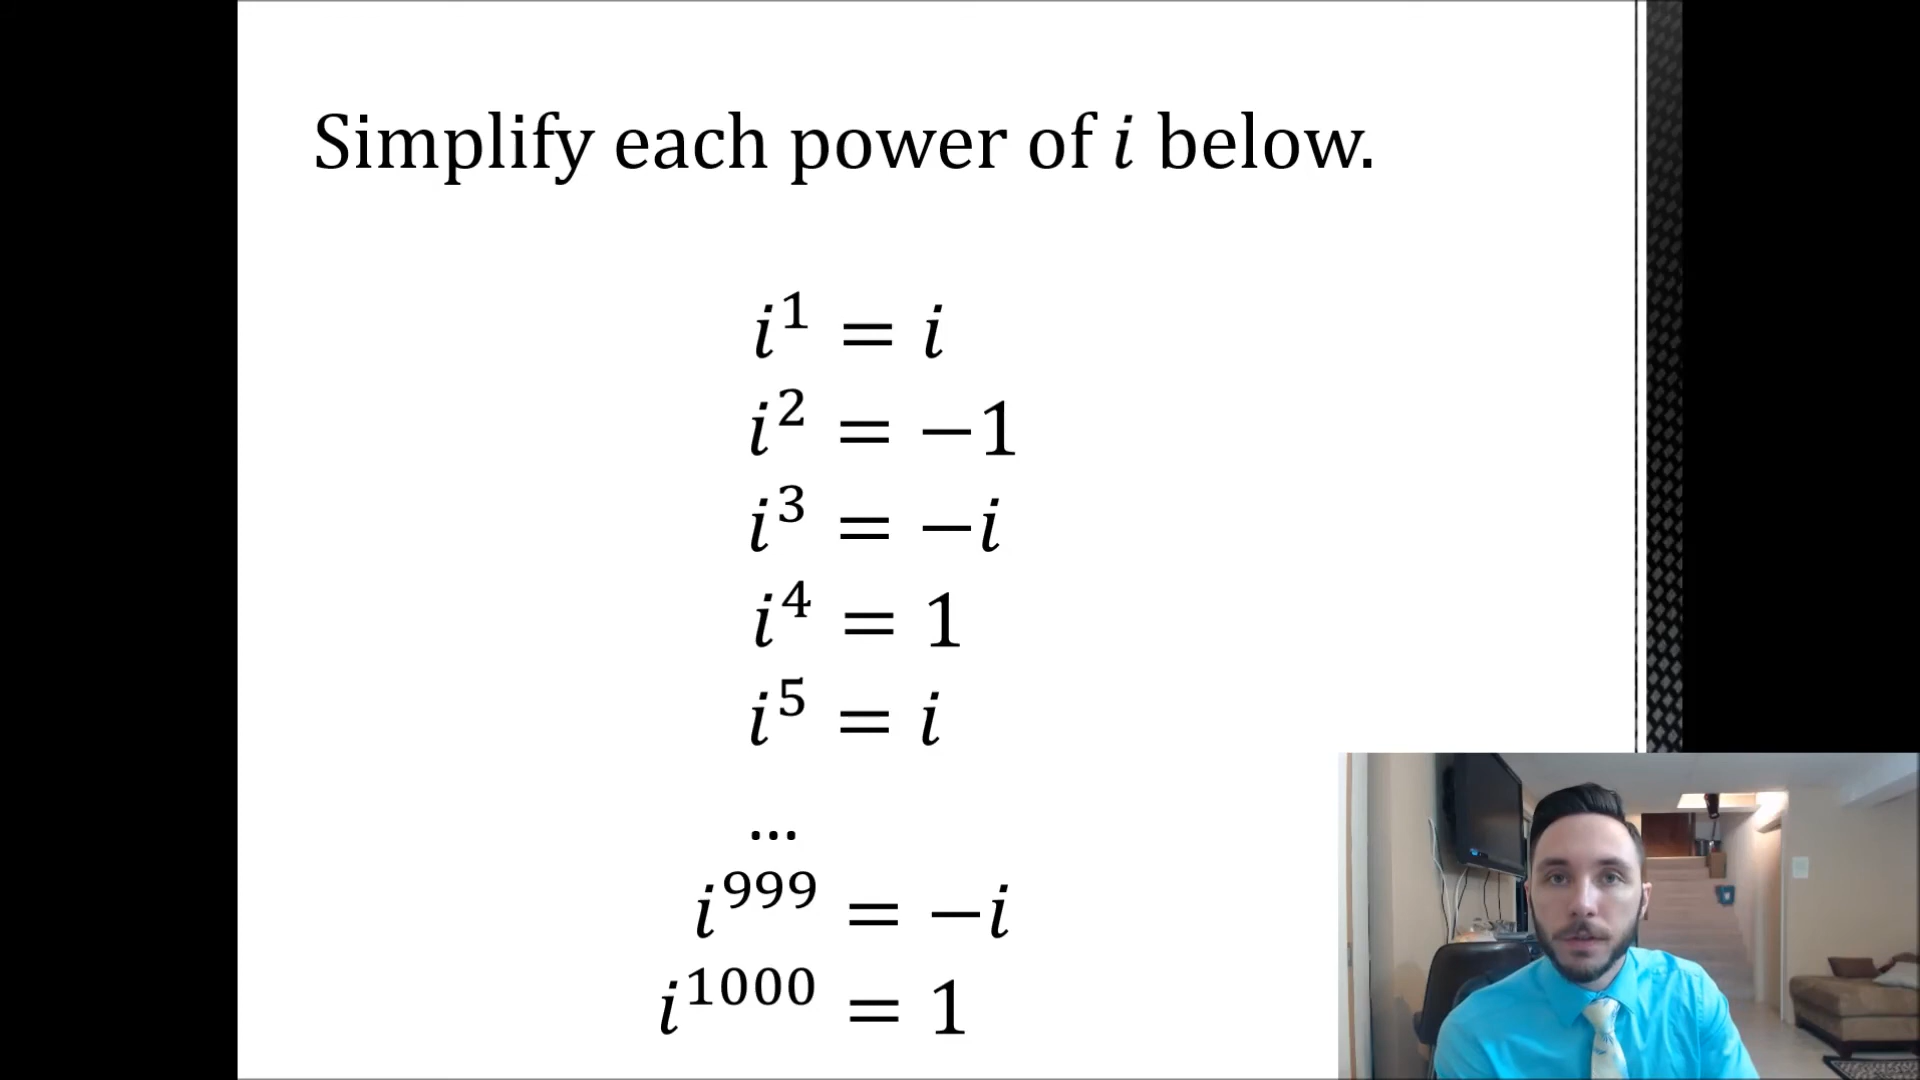 Simplify each power of i below.
i¹ = i
i² = −1
i³ = −i
i⁴ = 1
i⁵ = i
...
i⁹⁹⁹ = −i
i¹⁰⁰⁰ = 1